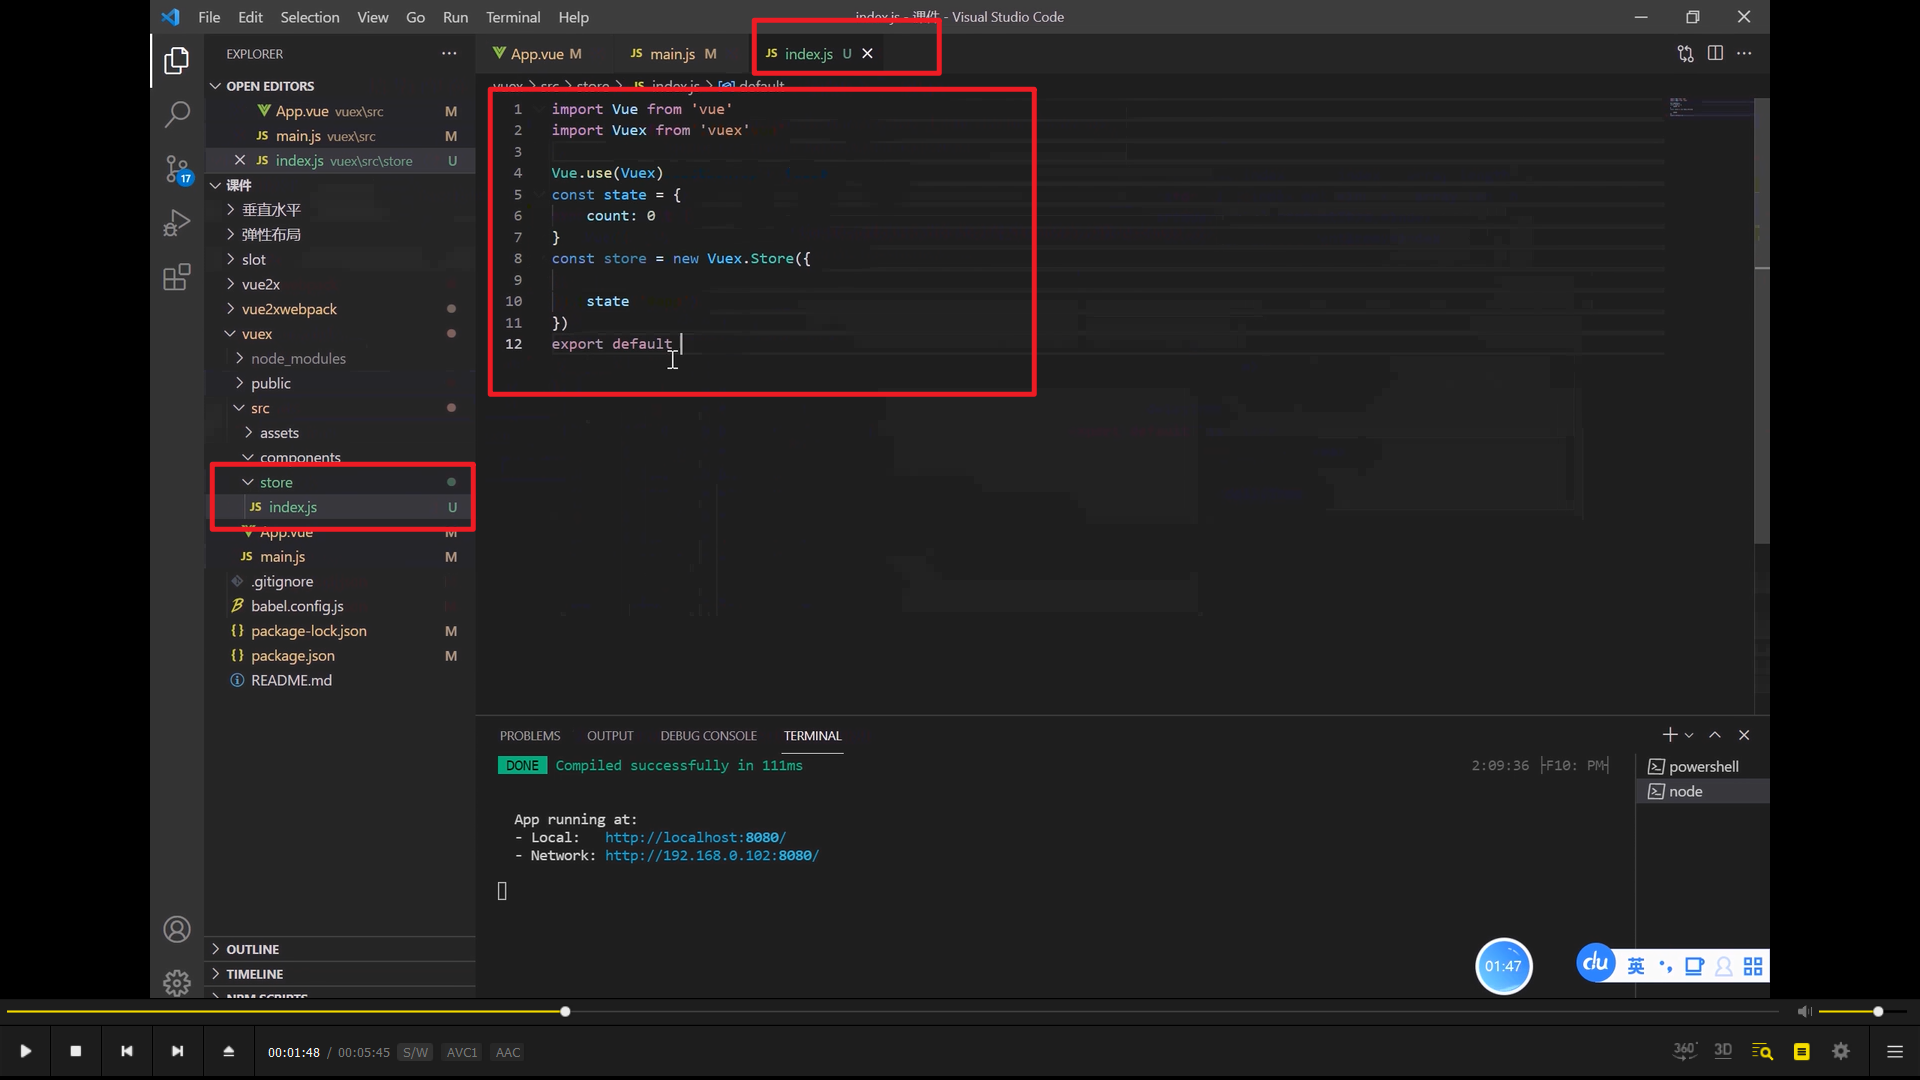 File Edit Selection View Go Run Terminal Help index.js - 课件 - Visual Studio Code
EXPLORER
OPEN EDITORS
App.vue vuex\src M
main.js vuex\src M
index.js vuex\src\store U
课件
垂直水平
弹性布局
slot
vue2x
vue2xwebpack
vuex
node_modules
public
src
assets
components
store
index.js U
App.vue M
main.js M
.gitignore
babel.config.js
package-lock.json M
package.json M
README.md
OUTLINE
TIMELINE
NPM SCRIPTS
17
App.vue M main.js M index.js U
vuex > src > store > index.js > default
1 import Vue from 'vue'
2 import Vuex from 'vuex'
3
4 Vue.use(Vuex)
5 const state = {
6 count: 0
7 }
8 const store = new Vuex.Store({
9
10 state
11 })
12 export default
PROBLEMS OUTPUT DEBUG CONSOLE TERMINAL
DONE Compiled successfully in 111ms 2:09:36 ├F10: PM┤
App running at:
- Local: http://localhost:8080/
- Network: http://192.168.0.102:8080/
powershell
node
01:47
du 英
00:01:48 / 00:05:45 S/W AVC1 AAC
360° 3D